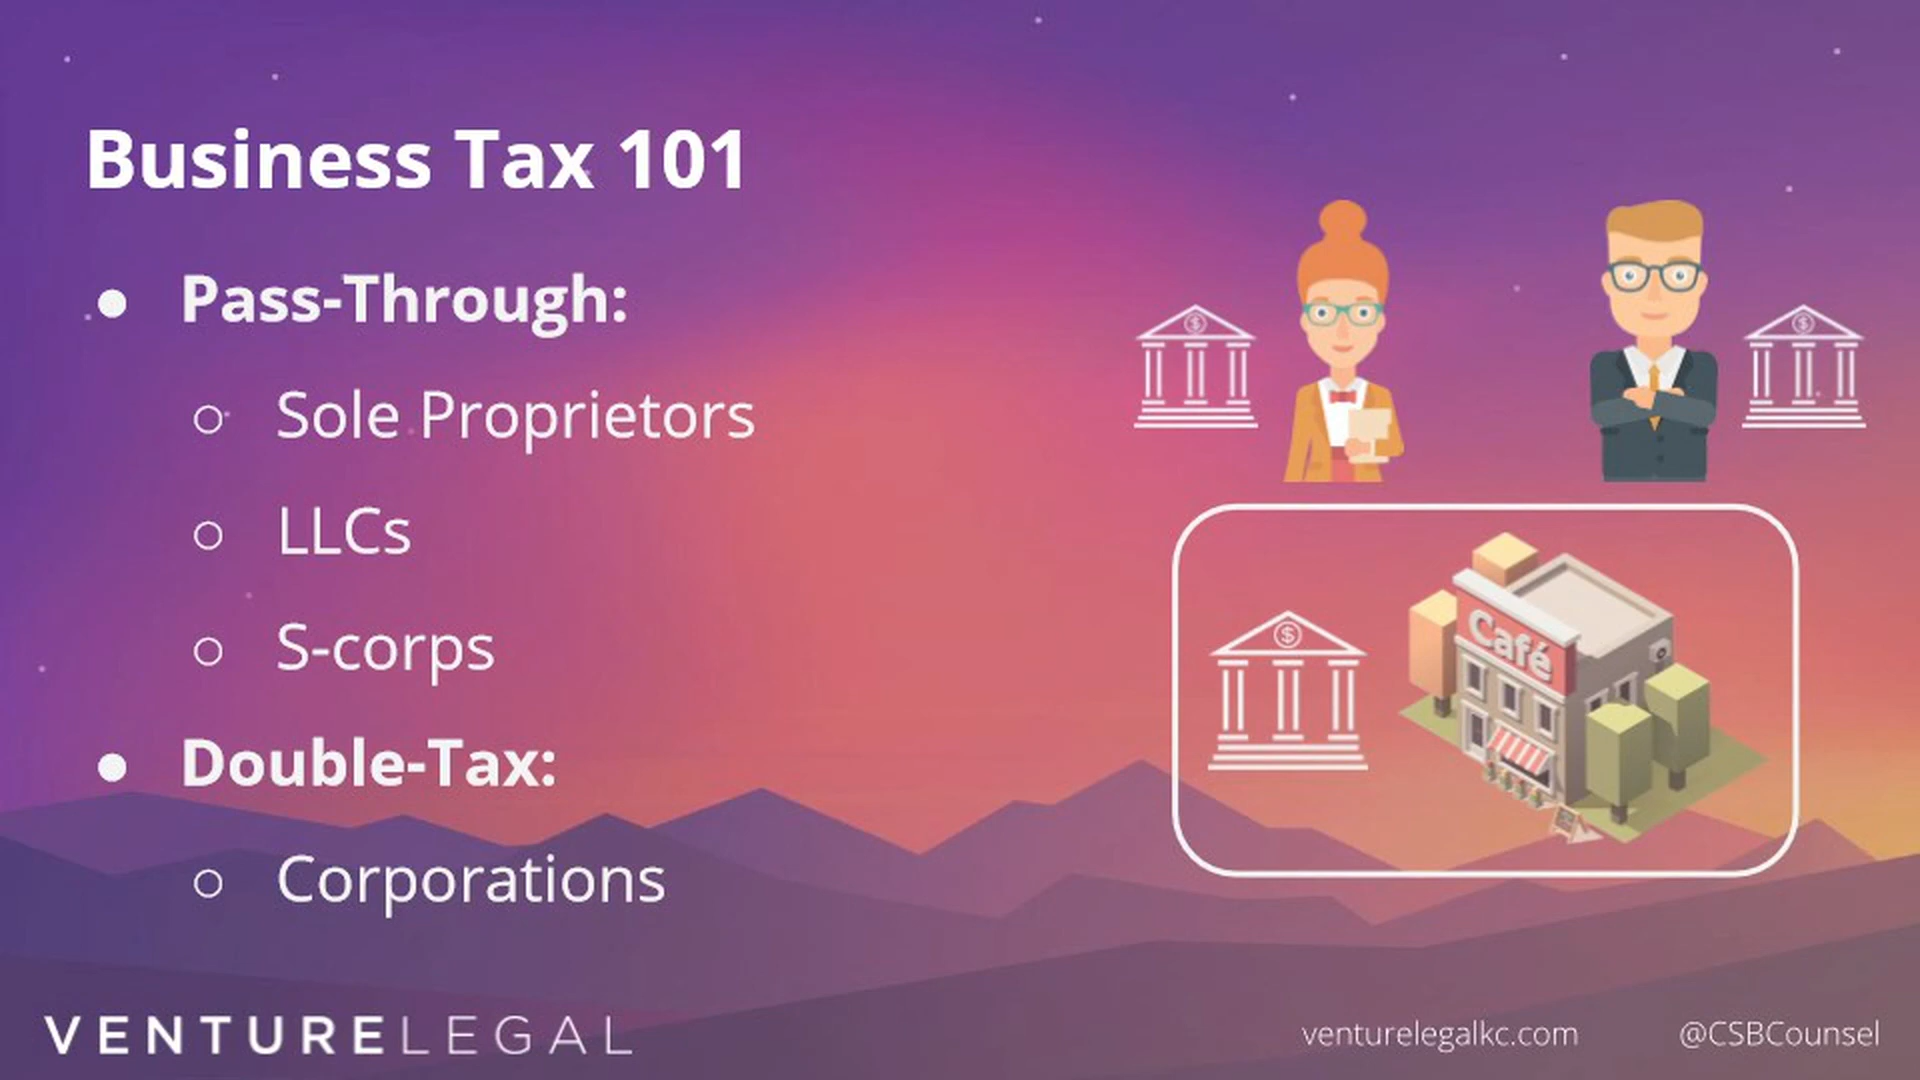 Business Tax 101
● Pass-Through:
○ Sole Proprietors
○ LLCs
○ S-corps
● Double-Tax:
○ Corporations
$
$
Café
$
VENTURELEGAL
venturelegalkc.com
@CSBCounsel